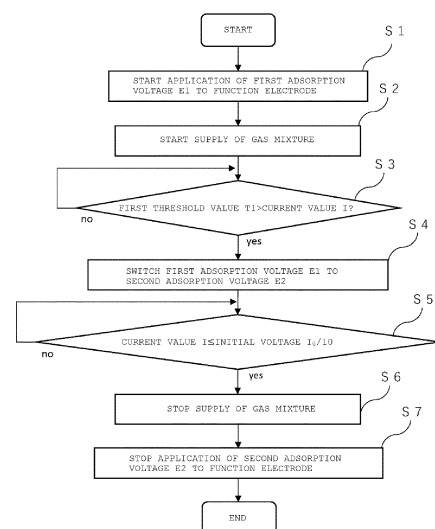 START
S 1
START APPLICATION OF FIRST ADSORPTION
VOLTAGE E1 TO FUNCTION ELECTRODE
S 2
START SUPPLY OF GAS MIXTURE
S 3
FIRST THRESHOLD VALUE T1>CURRENT VALUE I?
no
yes
S 4
SWITCH FIRST ADSORPTION VOLTAGE E1 TO
SECOND ADSORPTION VOLTAGE E2
S 5
CURRENT VALUE I≤INITIAL VOLTAGE I₀/10
no
yes
S 6
STOP SUPPLY OF GAS MIXTURE
S 7
STOP APPLICATION OF SECOND ADSORPTION
VOLTAGE E2 TO FUNCTION ELECTRODE
END